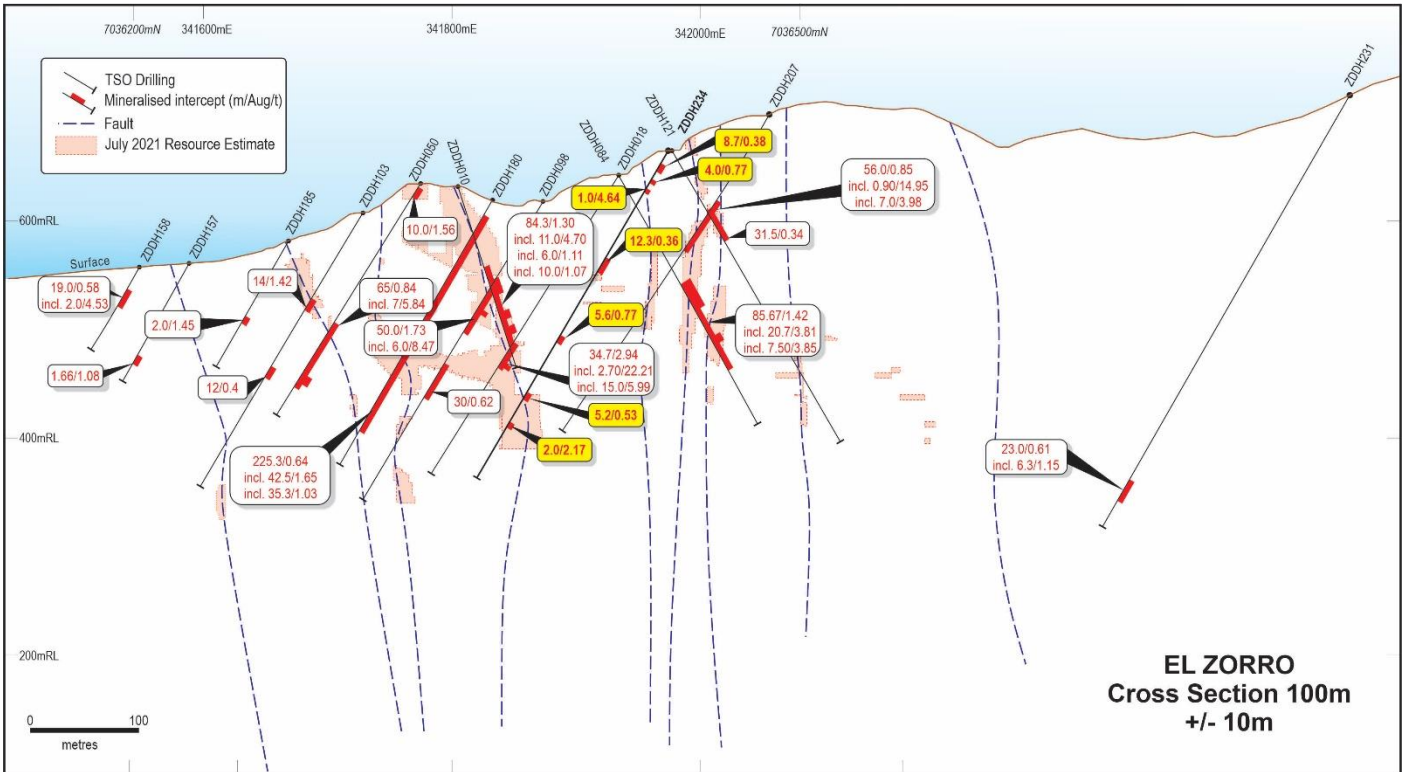 7036200mN 341600mE 341800mE 342000mE 7036500mN
TSO Drilling
Mineralised intercept (m/Aug/t)
Fault
July 2021 Resource Estimate
ZDDH158
ZDDH157
ZDDH185
ZDDH103
ZDDH050
ZDDH010
ZDDH180
ZDDH098
ZDDH084
ZDDH018
ZDDH121
ZDDH234
ZDDH207
ZDDH231
600mRL
400mRL
200mRL
Surface
19.0/0.58
incl. 2.0/4.53
1.66/1.08
2.0/1.45
14/1.42
12/0.4
10.0/1.56
65/0.84
incl. 7/5.84
50.0/1.73
incl. 6.0/8.47
225.3/0.64
incl. 42.5/1.65
incl. 35.3/1.03
30/0.62
84.3/1.30
incl. 11.0/4.70
incl. 6.0/1.11
incl. 10.0/1.07
34.7/2.94
incl. 2.70/22.21
incl. 15.0/5.99
8.7/0.38
4.0/0.77
1.0/4.64
12.3/0.36
5.6/0.77
5.2/0.53
2.0/2.17
56.0/0.85
incl. 0.90/14.95
incl. 7.0/3.98
31.5/0.34
85.67/1.42
incl. 20.7/3.81
incl. 7.50/3.85
23.0/0.61
incl. 6.3/1.15
0 100
metres
EL ZORRO
Cross Section 100m
+/- 10m